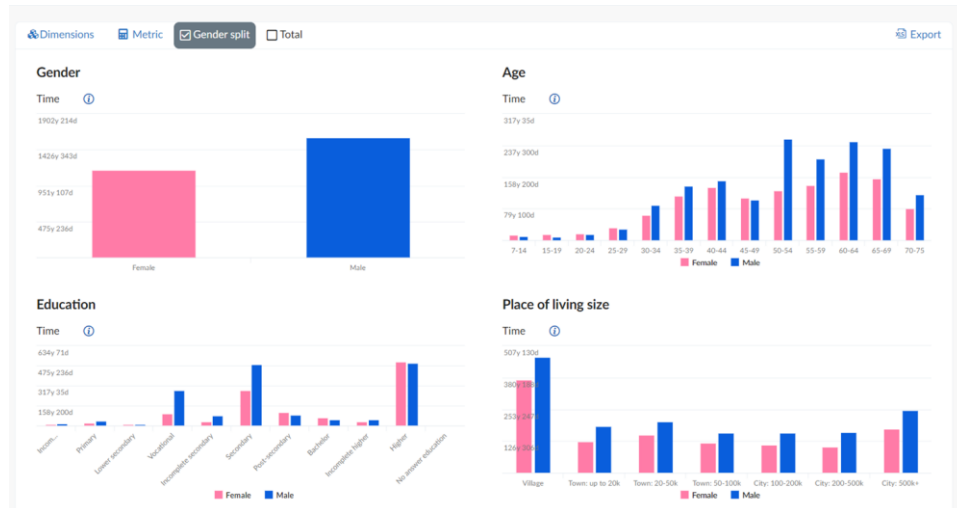 Dimensions Metric Gender split Total Export
Gender
Time
1902y 214d
1426y 343d
951y 107d
475y 236d
Female Male
Age
Time
317y 35d
237y 300d
158y 200d
79y 100d
7-14 15-19 20-24 25-29 30-34 35-39 40-44 45-49 50-54 55-59 60-64 65-69 70-75
Female Male
Education
Time
634y 71d
475y 236d
317y 35d
158y 200d
Incom... Primary Lower secondary Vocational Incomplete secondary Secondary Post-secondary Bachelor Incomplete higher Higher No answer education
Female Male
Place of living size
Time
507y 130d
380y
253y
126y
Village Town: up to 20k Town: 20-50k Town: 50-100k City: 100-200k City: 200-500k City: 500k+
Female Male